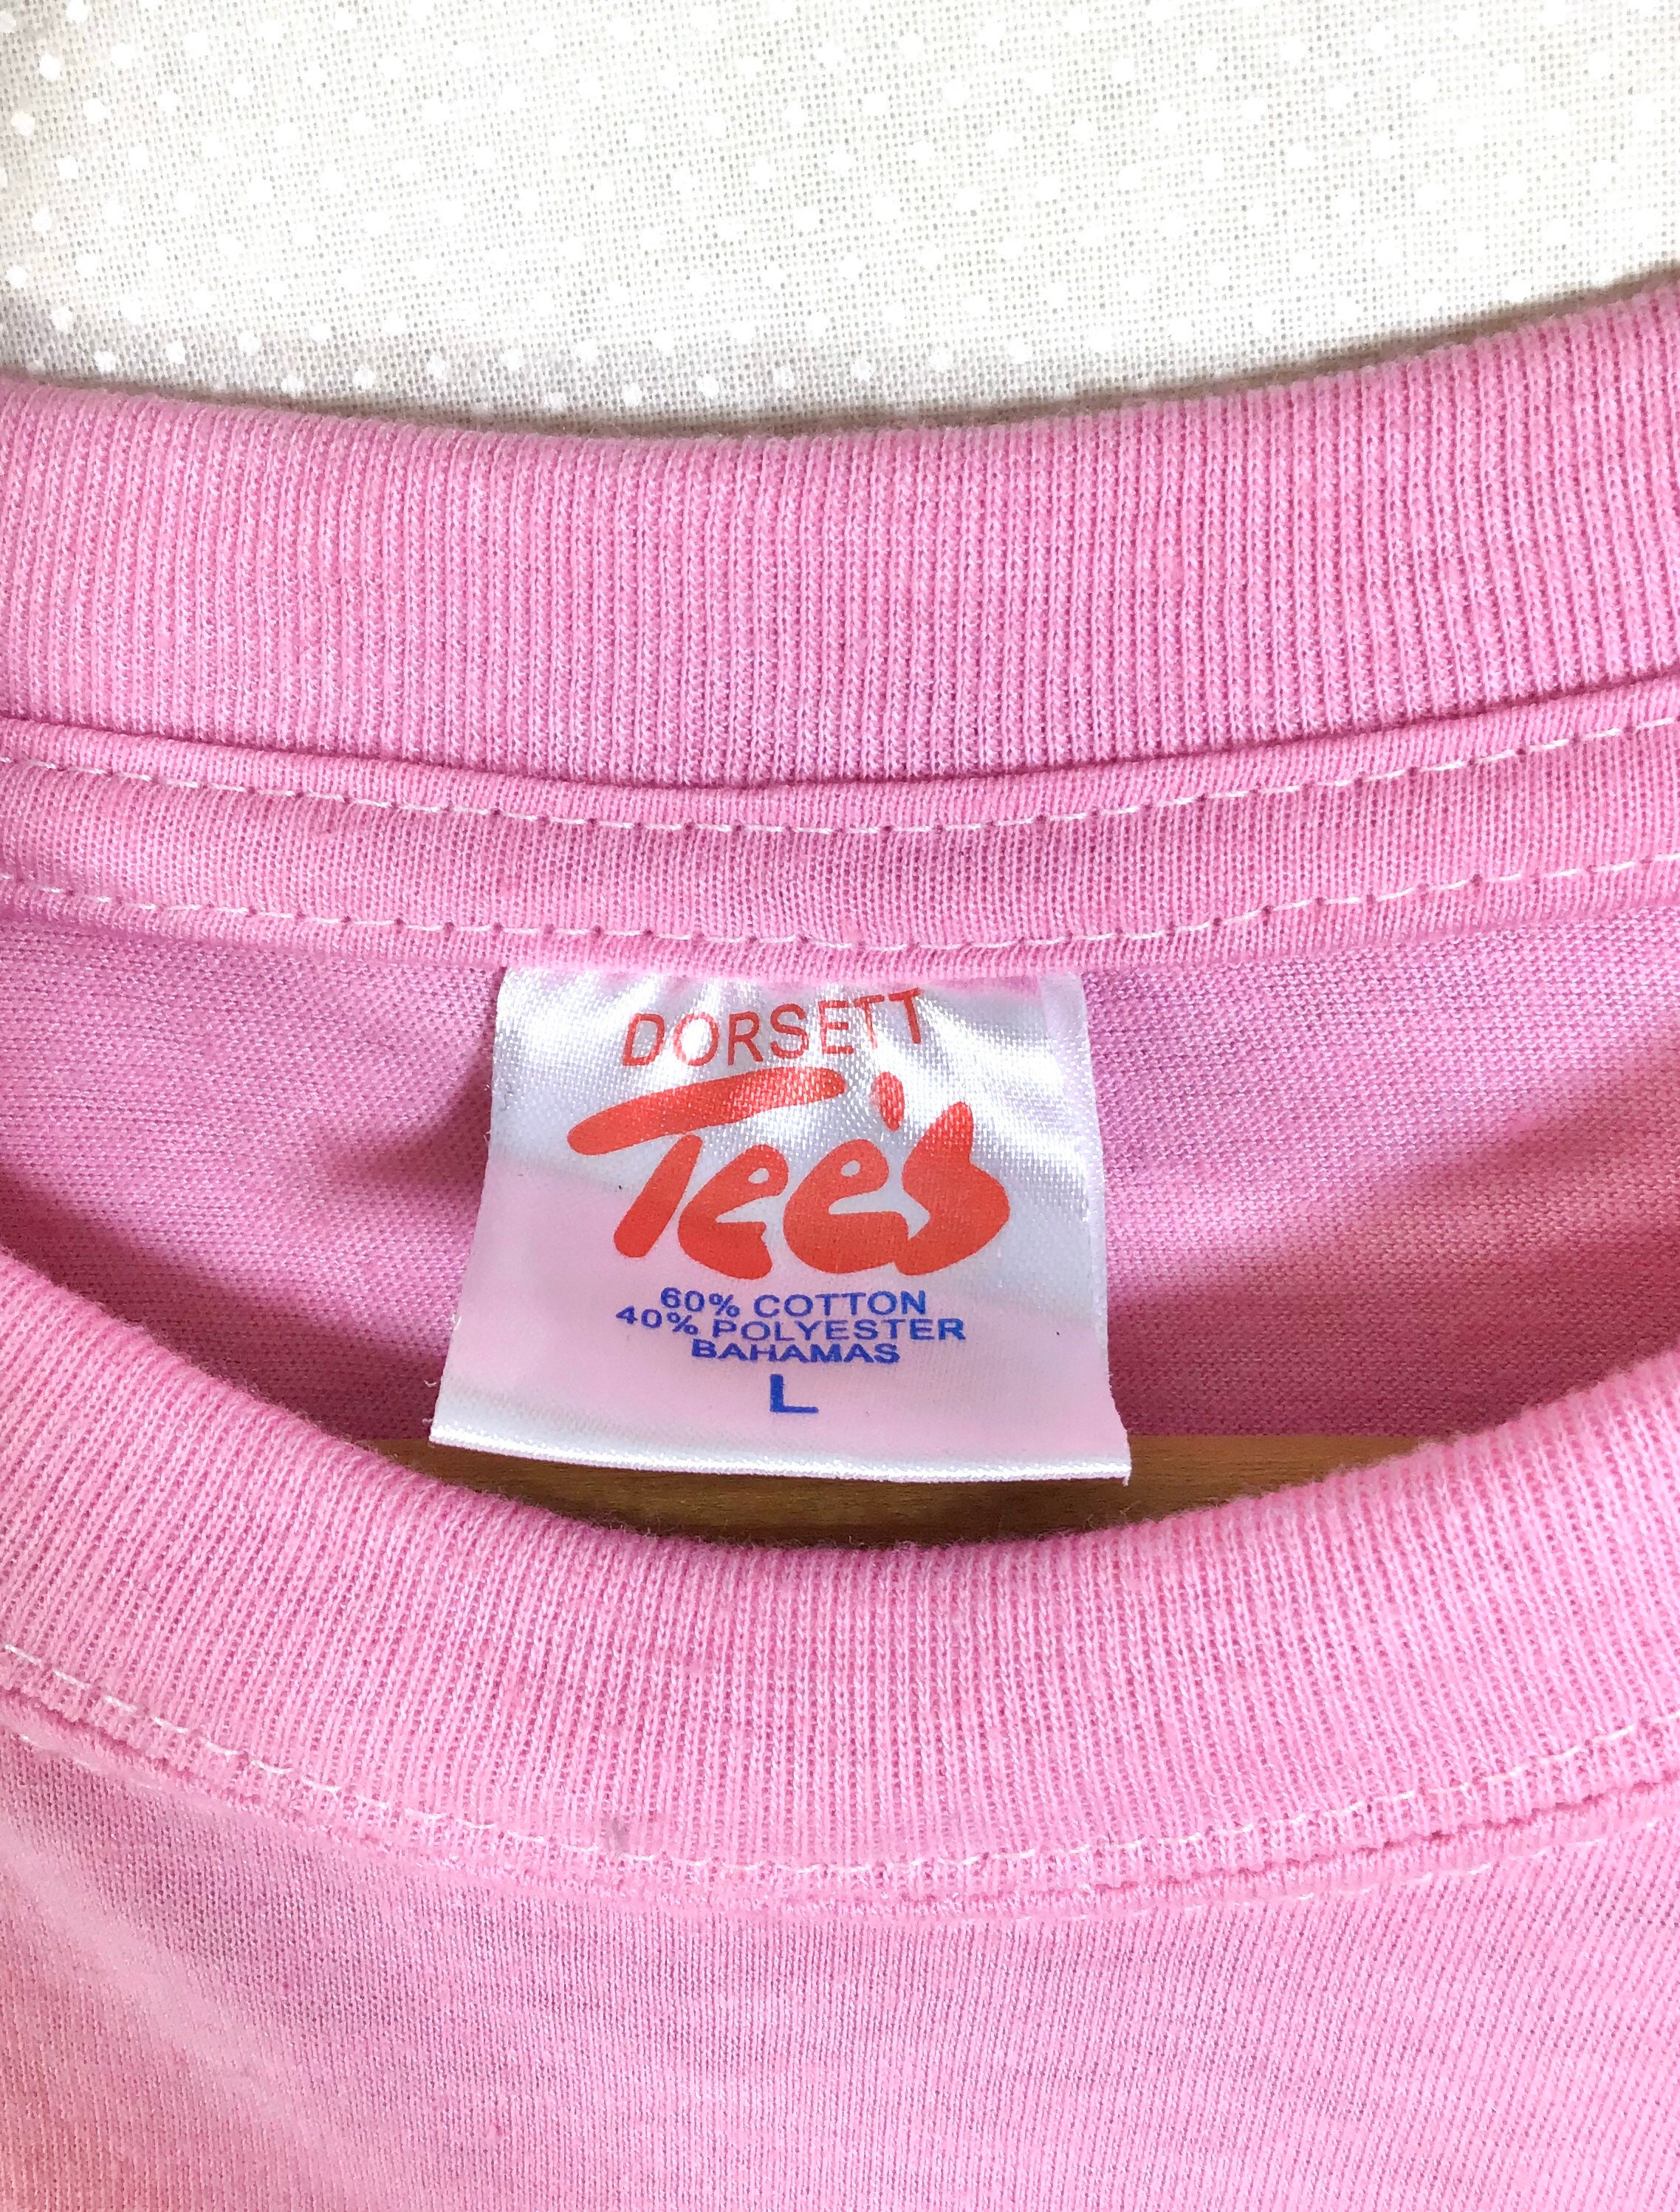 DORSETT
Tee's
60% COTTON
40% POLYESTER
BAHAMAS
L